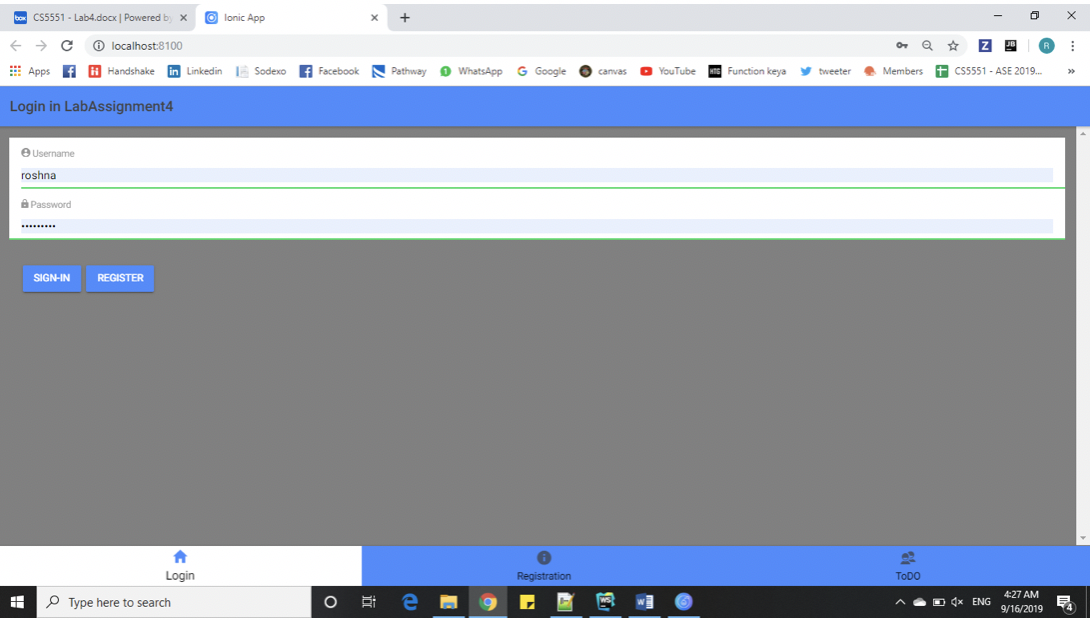 CS5551 - Lab4.docx | Powered by
Ionic App
localhost:8100
Apps Handshake Linkedin Sodexo Facebook Pathway WhatsApp Google canvas YouTube Function keya tweeter Members CS5551 - ASE 2019... »
Login in LabAssignment4
Username
roshna
Password
•••••••••
SIGN-IN REGISTER
Login Registration ToDO
Type here to search
ENG
4:27 AM
9/16/2019
4